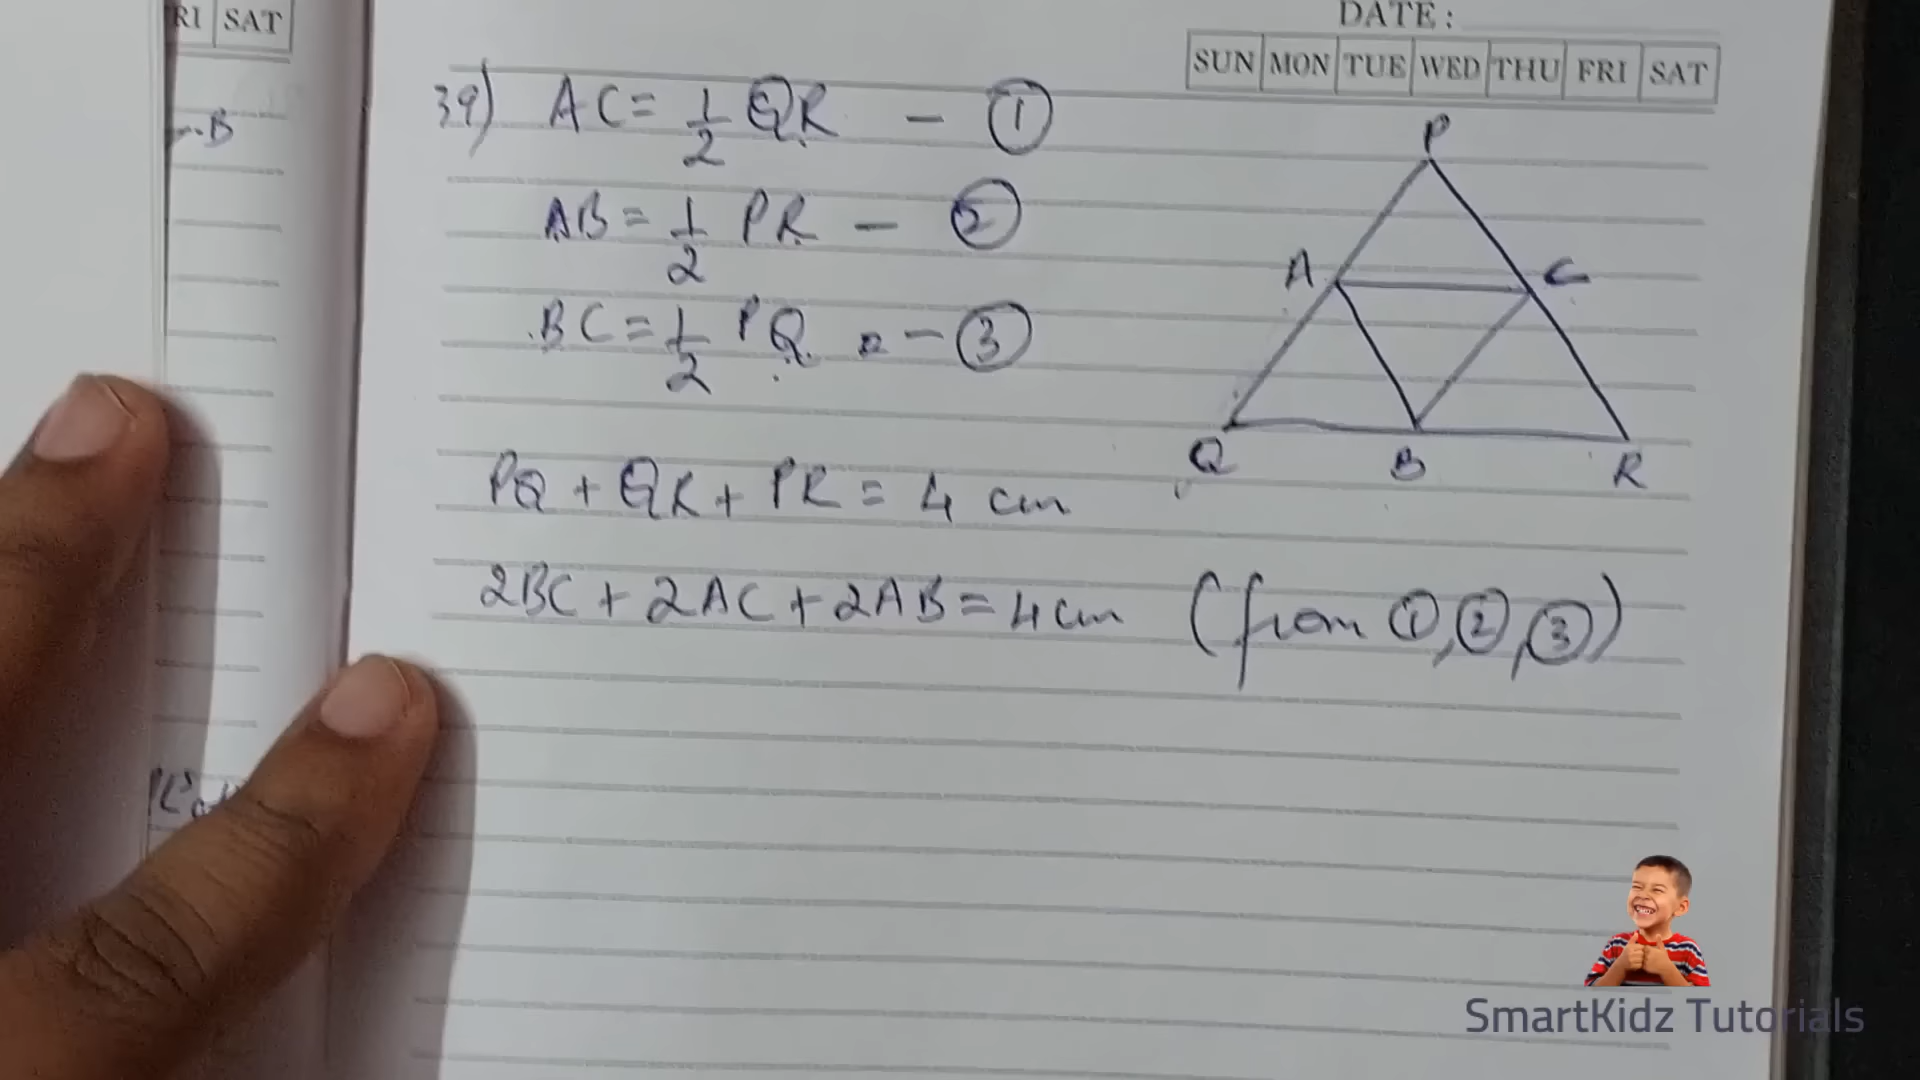 RI SAT
-B
DATE :
SUN MON TUE WED THU FRI SAT
39) AC = 1/2 QR - ①
AB = 1/2 PR - ②
BC = 1/2 PQ - ③
P
A C
Q B R
PQ + QR + PR = 4 cm
2BC + 2AC + 2AB = 4 cm (from ①, ②, ③)
SmartKidz Tutorials